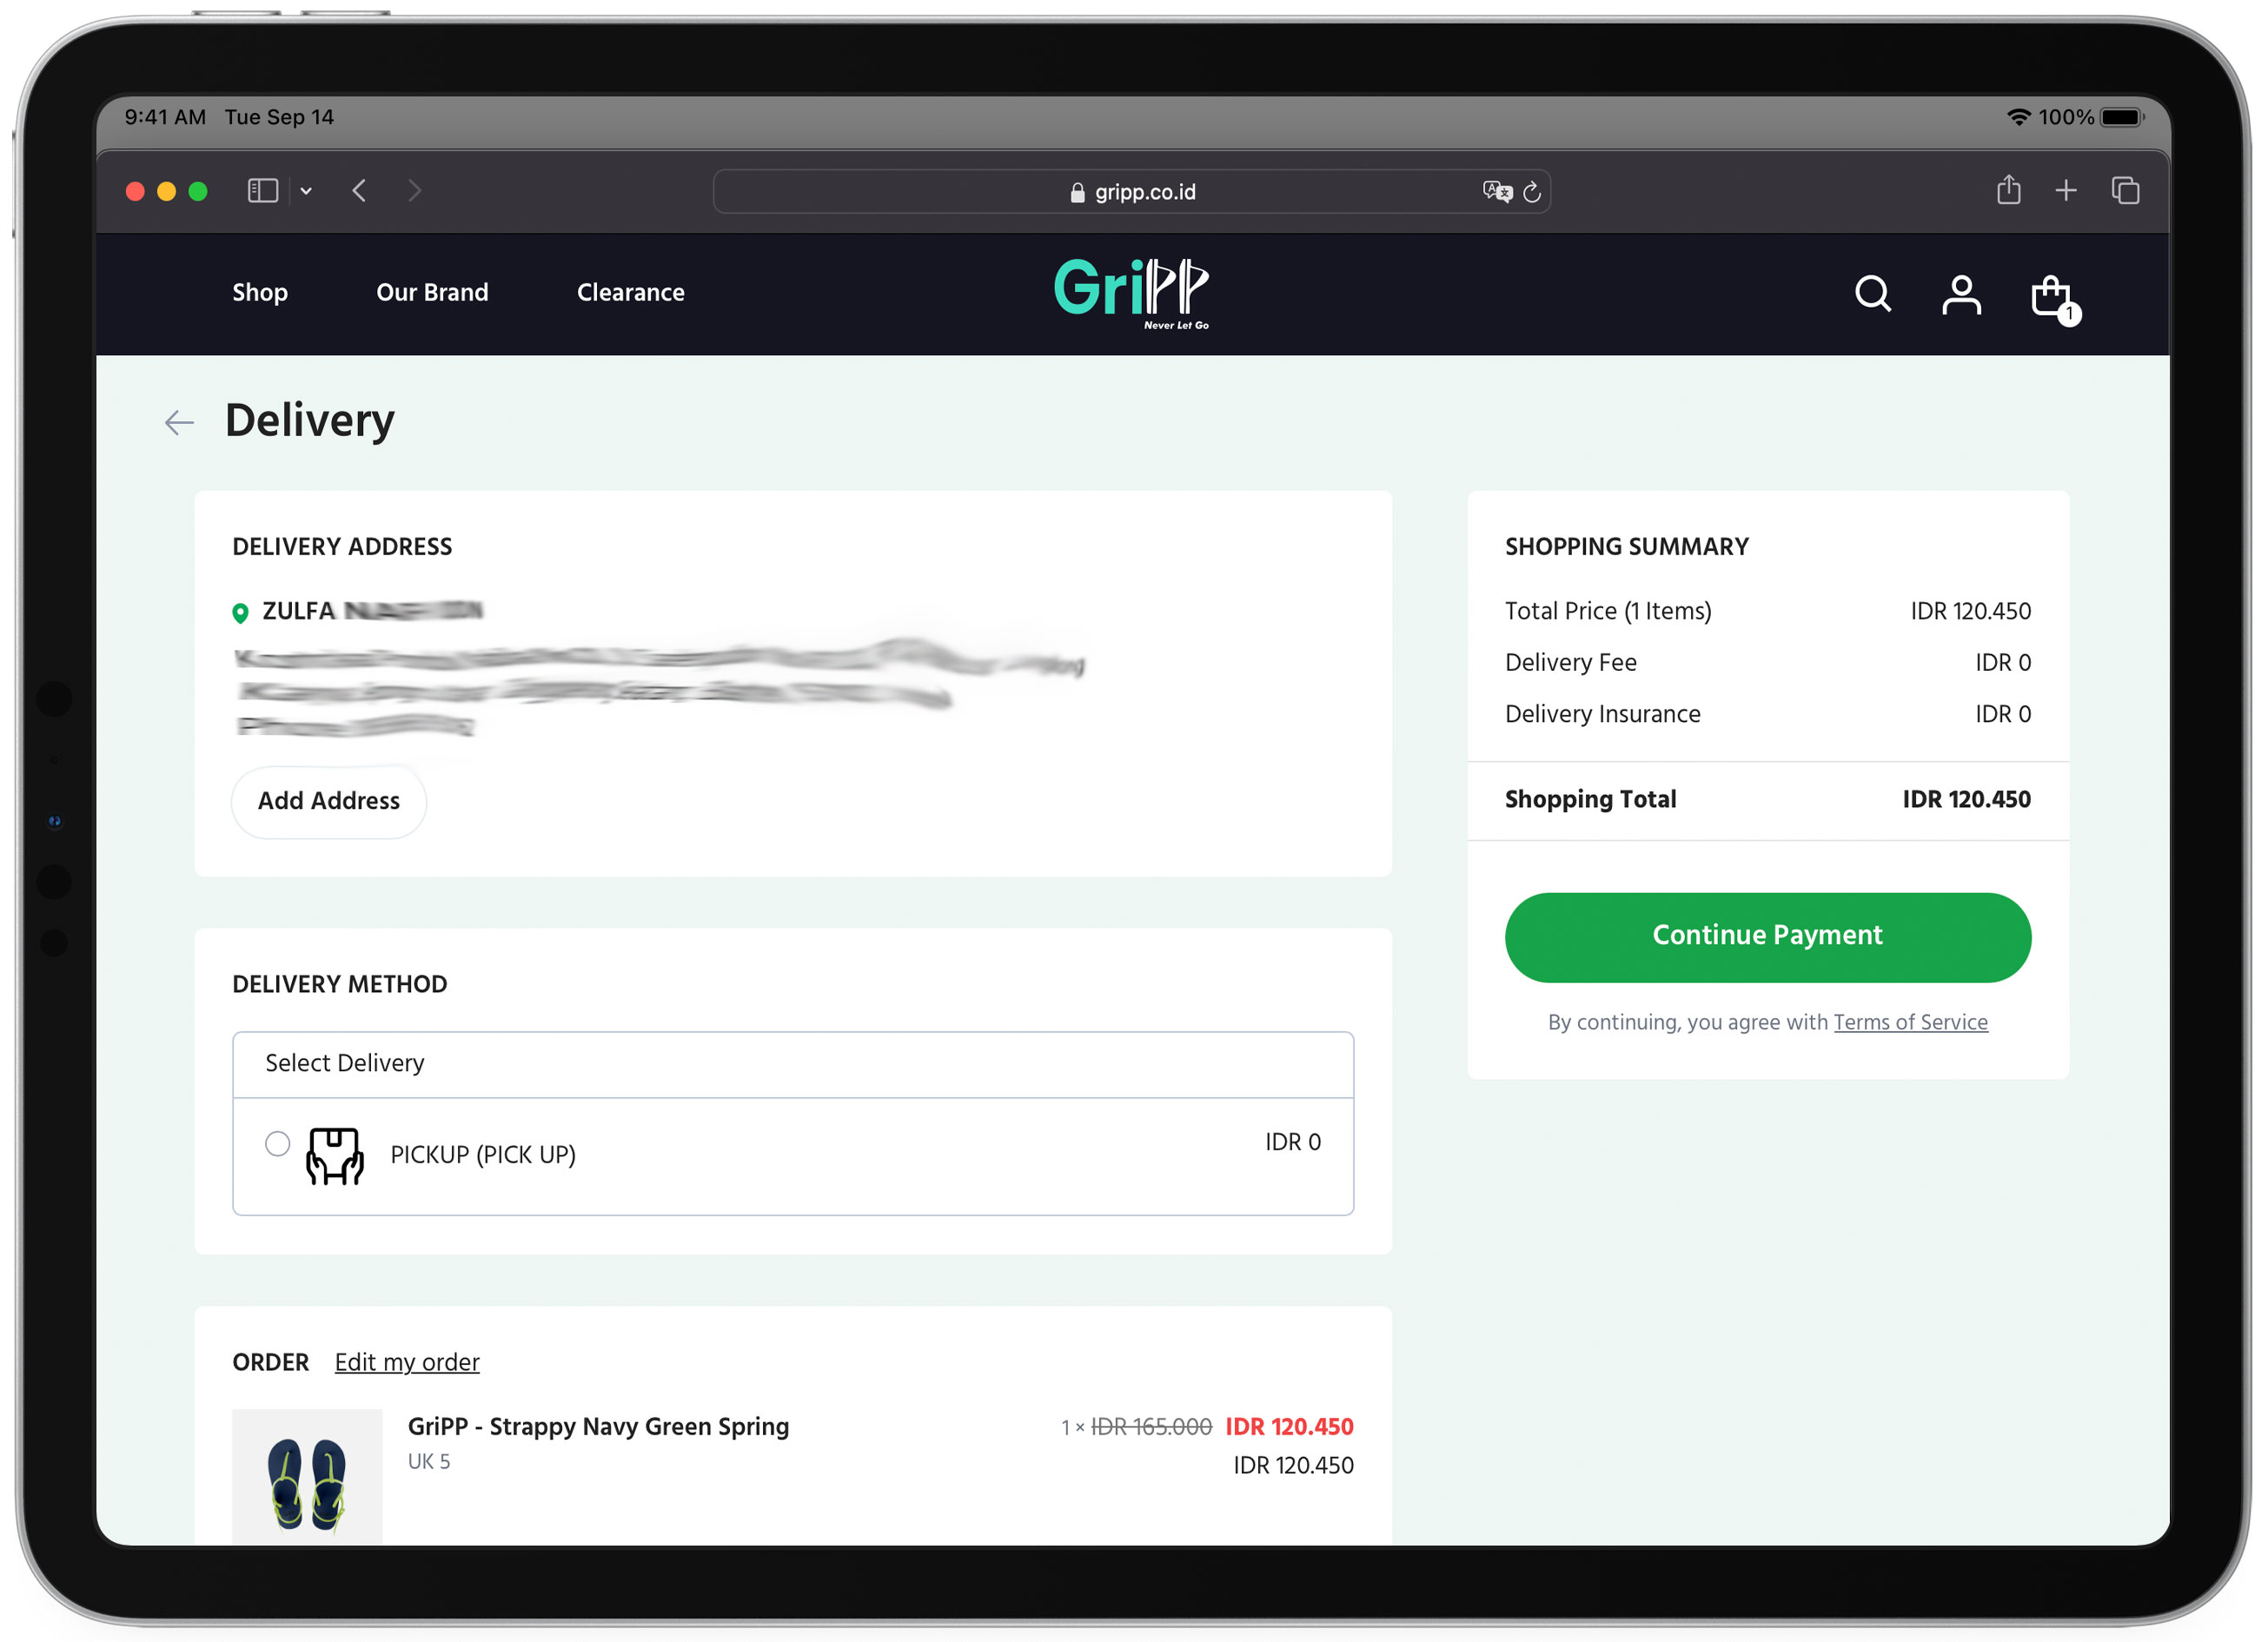 9:41 AM Tue Sep 14
100%
gripp.co.id
Shop
Our Brand
Clearance
GriPP
Never Let Go
1
Delivery
DELIVERY ADDRESS
ZULFA
Add Address
SHOPPING SUMMARY
Total Price (1 Items) IDR 120.450
Delivery Fee IDR 0
Delivery Insurance IDR 0
Shopping Total IDR 120.450
Continue Payment
By continuing, you agree with Terms of Service
DELIVERY METHOD
Select Delivery
PICKUP (PICK UP) IDR 0
ORDER Edit my order
GriPP - Strappy Navy Green Spring 1 × IDR 165.000 IDR 120.450
UK 5 IDR 120.450